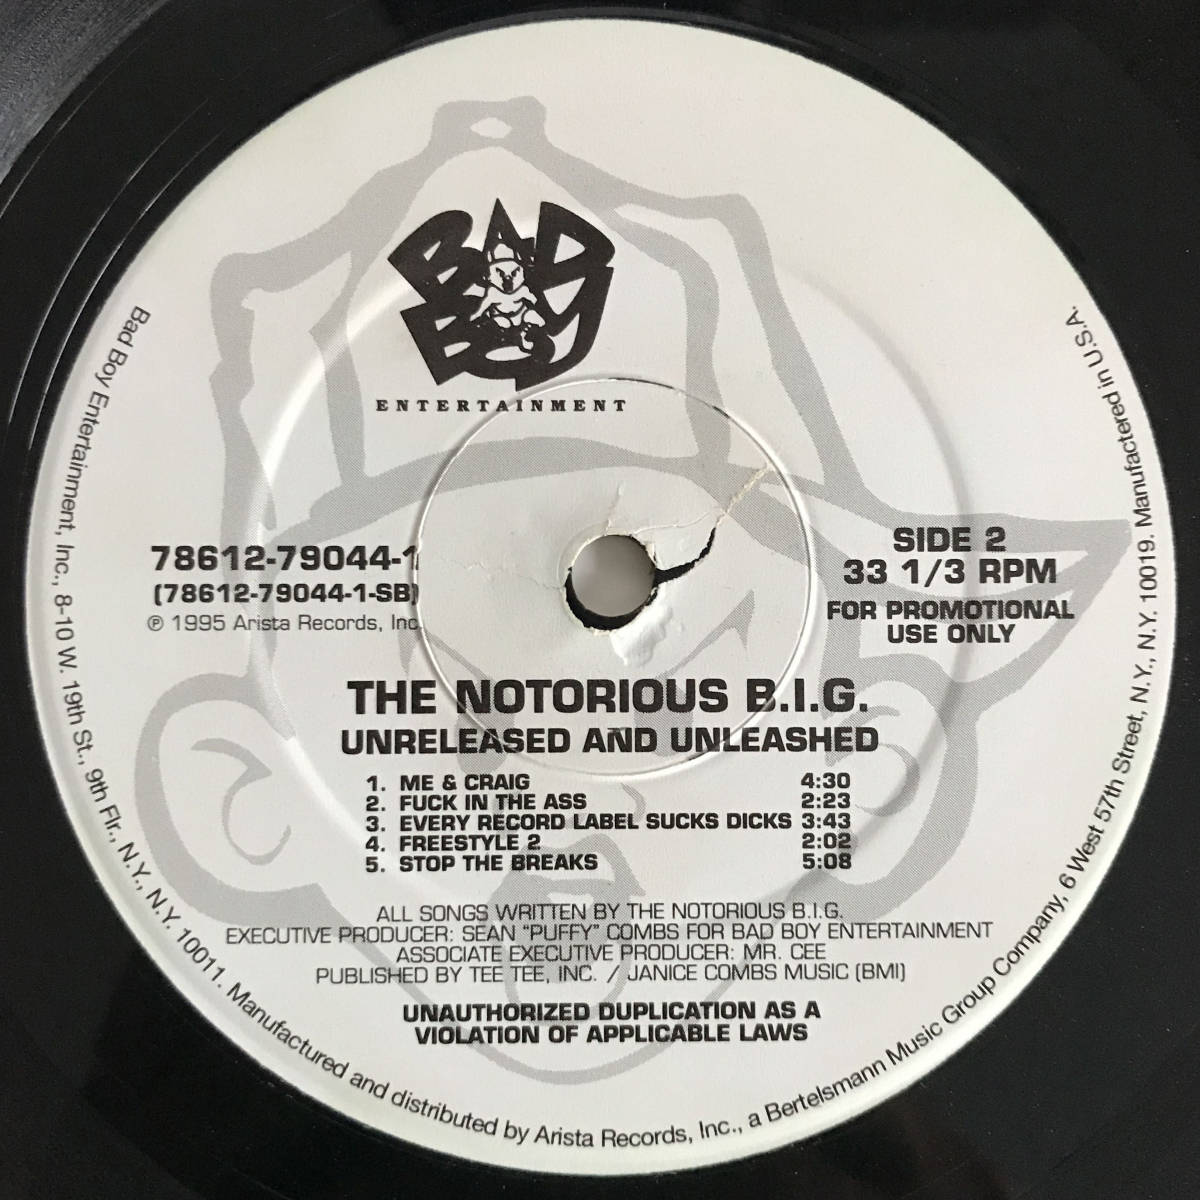 BAD
BOY
ENTERTAINMENT
78612-79044-1
(78612-79044-1-SB)
℗ 1995 Arista Records, Inc
SIDE 2
33 1/3 RPM
FOR PROMOTIONAL
USE ONLY
THE NOTORIOUS B.I.G.
UNRELEASED AND UNLEASHED
1. ME & CRAIG 4:30
2. FUCK IN THE ASS 2:23
3. EVERY RECORD LABEL SUCKS DICKS 3:43
4. FREESTYLE 2 2:02
5. STOP THE BREAKS 5:08
ALL SONGS WRITTEN BY THE NOTORIOUS B.I.G.
EXECUTIVE PRODUCER: SEAN "PUFFY" COMBS FOR BAD BOY ENTERTAINMENT
ASSOCIATE EXECUTIVE PRODUCER: MR. CEE
PUBLISHED BY TEE TEE, INC. / JANICE COMBS MUSIC (BMI)
UNAUTHORIZED DUPLICATION AS A
VIOLATION OF APPLICABLE LAWS
Bad Boy Entertainment, Inc., 8-10 W. 19th St., 9th Flr., N.Y., N.Y. 10011. Manufactured and distributed by Arista Records, Inc., a Bertelsmann Music Group Company, 6 West 57th Street, N.Y., N.Y. 10019. Manufactered in U.S.A.